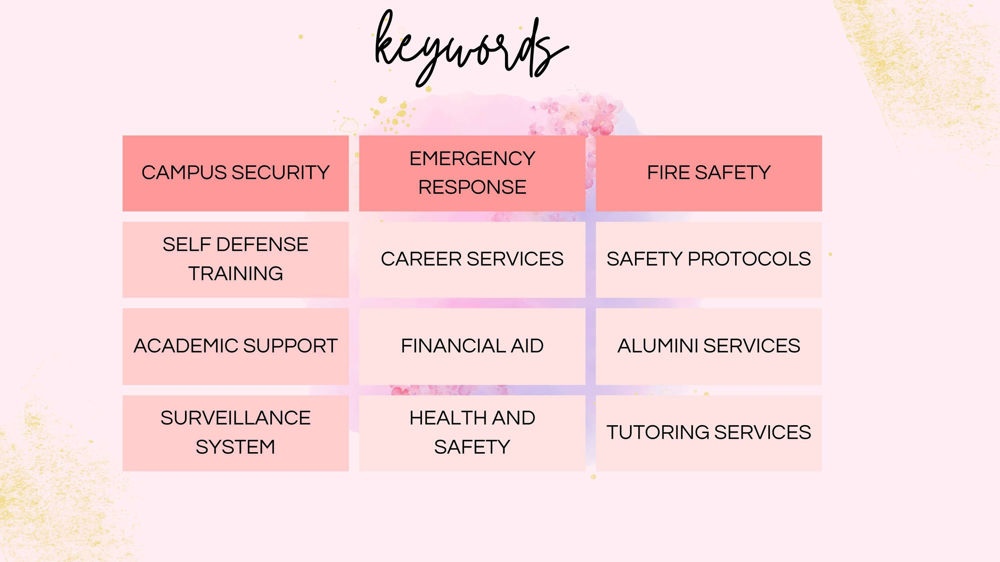 keywords
CAMPUS SECURITY
EMERGENCY
RESPONSE
FIRE SAFETY
SELF DEFENSE
TRAINING
CAREER SERVICES
SAFETY PROTOCOLS
ACADEMIC SUPPORT
FINANCIAL AID
ALUMINI SERVICES
SURVEILLANCE
SYSTEM
HEALTH AND
SAFETY
TUTORING SERVICES